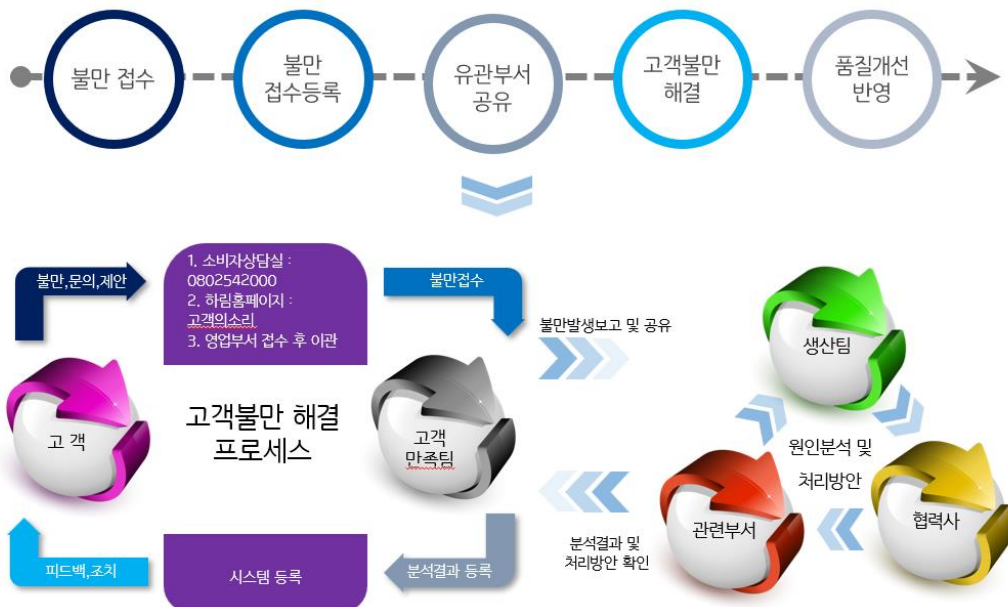 불만 접수
불만
접수등록
유관부서
공유
고객불만
해결
품질개선
반영
불만,문의,제안
1. 소비자상담실 :
0802542000
2. 하림홈페이지 :
고객의소리
3. 영업부서 접수 후 이관
불만접수
불만발생보고 및 공유
생산팀
고 객
고객불만 해결
프로세스
고객
만족팀
원인분석 및
처리방안
관련부서
협력사
분석결과 및
처리방안 확인
피드백,조치
시스템 등록
분석결과 등록